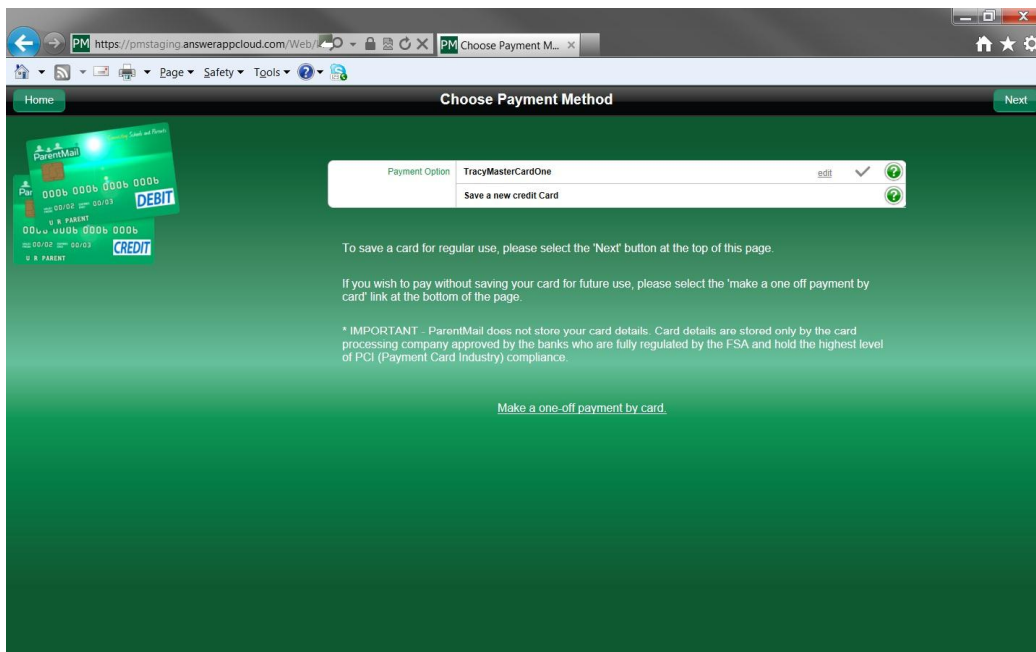 PM https://pmstaging.answerappcloud.com/Web/
PM Choose Payment M...
Page Safety Tools
Home
Choose Payment Method
Next
ParentMail
Schools and Parents
0006 0006 0006 0006
00/02 00/03
DEBIT
U R PARENT
Par
0006 0006 0006
00/02 00/03
CREDIT
U R PARENT
Payment Option TracyMasterCardOne edit
Save a new credit Card
To save a card for regular use, please select the 'Next' button at the top of this page.
If you wish to pay without saving your card for future use, please select the 'make a one off payment by
card' link at the bottom of the page.
* IMPORTANT - ParentMail does not store your card details. Card details are stored only by the card
processing company approved by the banks who are fully regulated by the FSA and hold the highest level
of PCI (Payment Card Industry) compliance.
Make a one-off payment by card.